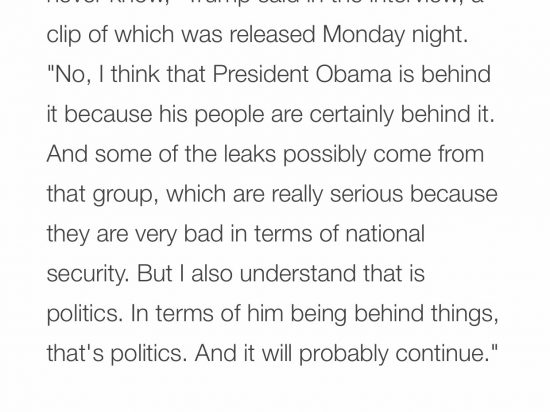 never know," Trump said in the interview, a
clip of which was released Monday night.
"No, I think that President Obama is behind
it because his people are certainly behind it.
And some of the leaks possibly come from
that group, which are really serious because
they are very bad in terms of national
security. But I also understand that is
politics. In terms of him being behind things,
that's politics. And it will probably continue."